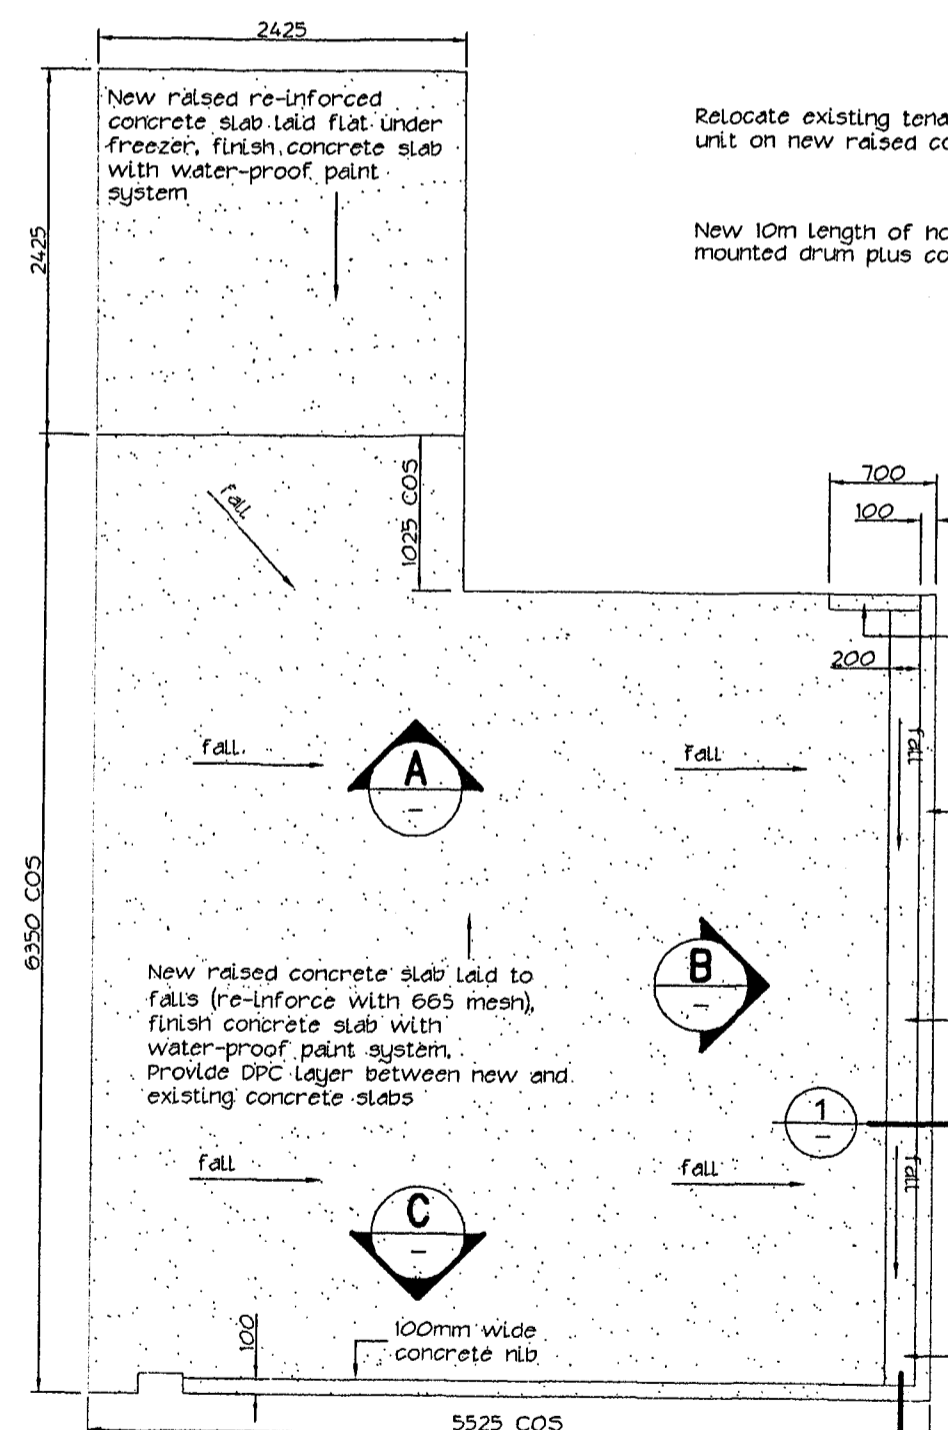 2425
New raised re-inforced
concrete slab laid flat under
freezer, finish concrete slab
with water-proof paint
system
2425
Relocate existing tena
unit on new raised co
New 10m length of ho
mounted drum plus co
1025 COS
fall
700
100
200
fall
fall.
A
-
fall
6350 COS
B
-
New raised concrete slab laid to
falls (re-inforce with 665 mesh),
finish concrete slab with
water-proof paint system.
Provide DPC layer between new and
existing concrete slabs
1
-
fall
fall
fall
C
-
100
100mm wide
concrete nib
5525 COS